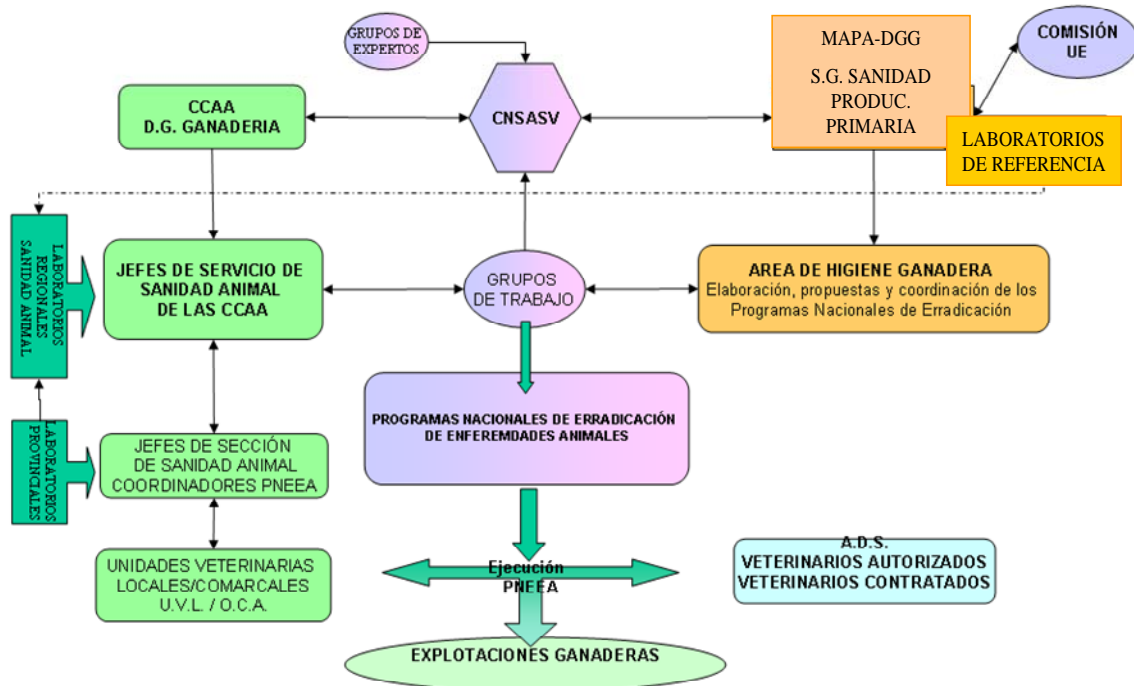 GRUPOS DE
EXPERTOS
MAPA-DGG
S.G. SANIDAD
PRODUC.
PRIMARIA
COMISIÓN
UE
CCAA
D.G. GANADERIA
CNSASV
LABORATORIOS
DE REFERENCIA
LABORATORIOS
REGIONALES
SANIDAD ANIMAL
JEFES DE SERVICIO DE
SANIDAD ANIMAL
DE LAS CCAA
GRUPOS
DE TRABAJO
AREA DE HIGIENE GANADERA
Elaboración, propuestas y coordinación de los
Programas Nacionales de Erradicación
PROGRAMAS NACIONALES DE ERRADICACIÓN
DE ENFEREMDADES ANIMALES
LABORATORIOS
PROVINCIALES
JEFES DE SECCIÓN
DE SANIDAD ANIMAL
COORDINADORES PNEEA
UNIDADES VETERINARIAS
LOCALES/COMARCALES
U.V.L. / O.C.A.
Ejecución
PNEEA
A.D.S.
VETERINARIOS AUTORIZADOS
VETERINARIOS CONTRATADOS
EXPLOTACIONES GANADERAS